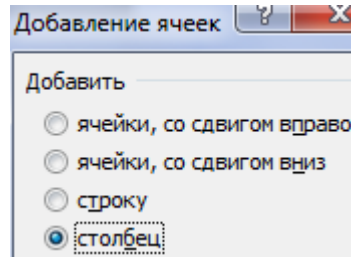 Добавление ячеек
Добавить
ячейки, со сдвигом вправо
ячейки, со сдвигом вниз
строку
столбец